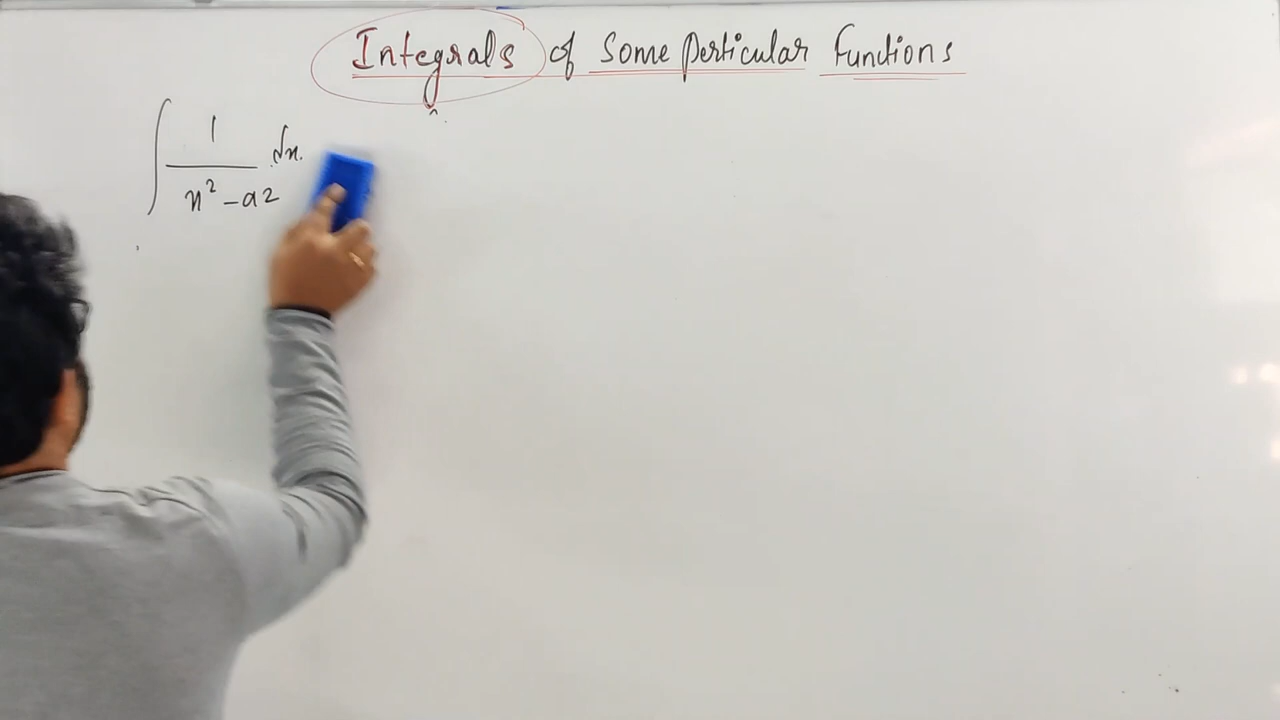 Integrals of Some Perticular Functions
∫ 1 / x² - a2 dx.